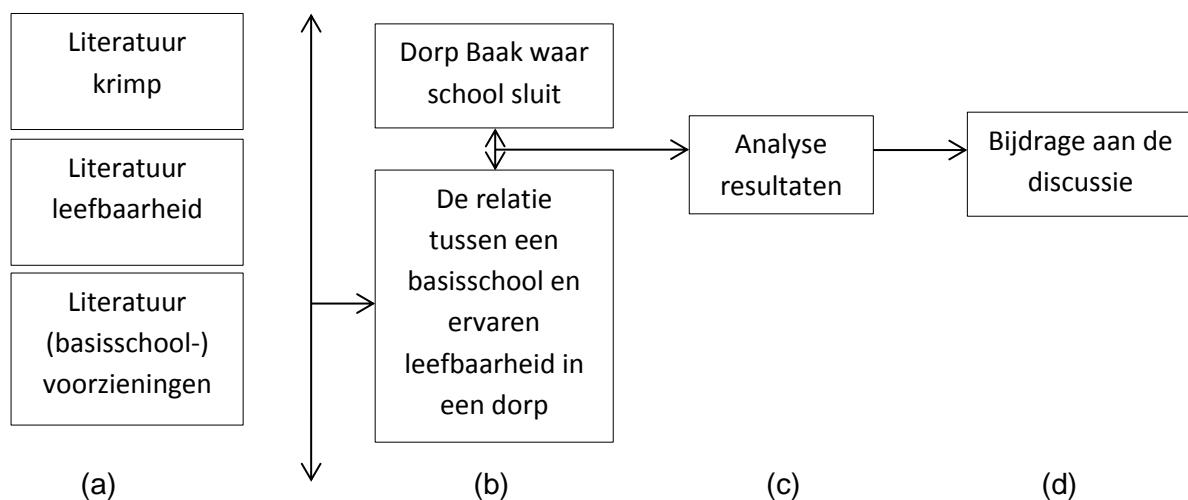 Literatuur
krimp
Literatuur
leefbaarheid
Literatuur
(basisschool-)
voorzieningen
Dorp Baak waar
school sluit
De relatie
tussen een
basisschool en
ervaren
leefbaarheid in
een dorp
Analyse
resultaten
Bijdrage aan de
discussie
(a)
(b)
(c)
(d)